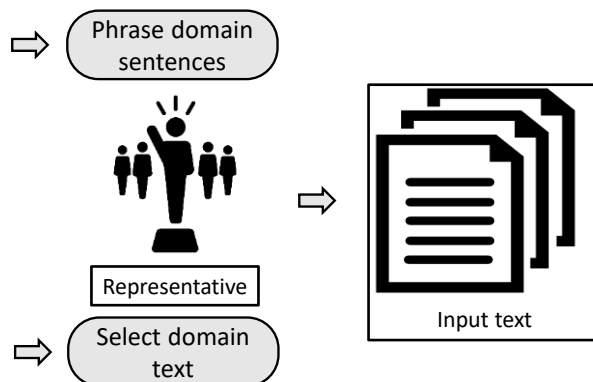 Phrase domain
sentences
Representative
Select domain
text
Input text